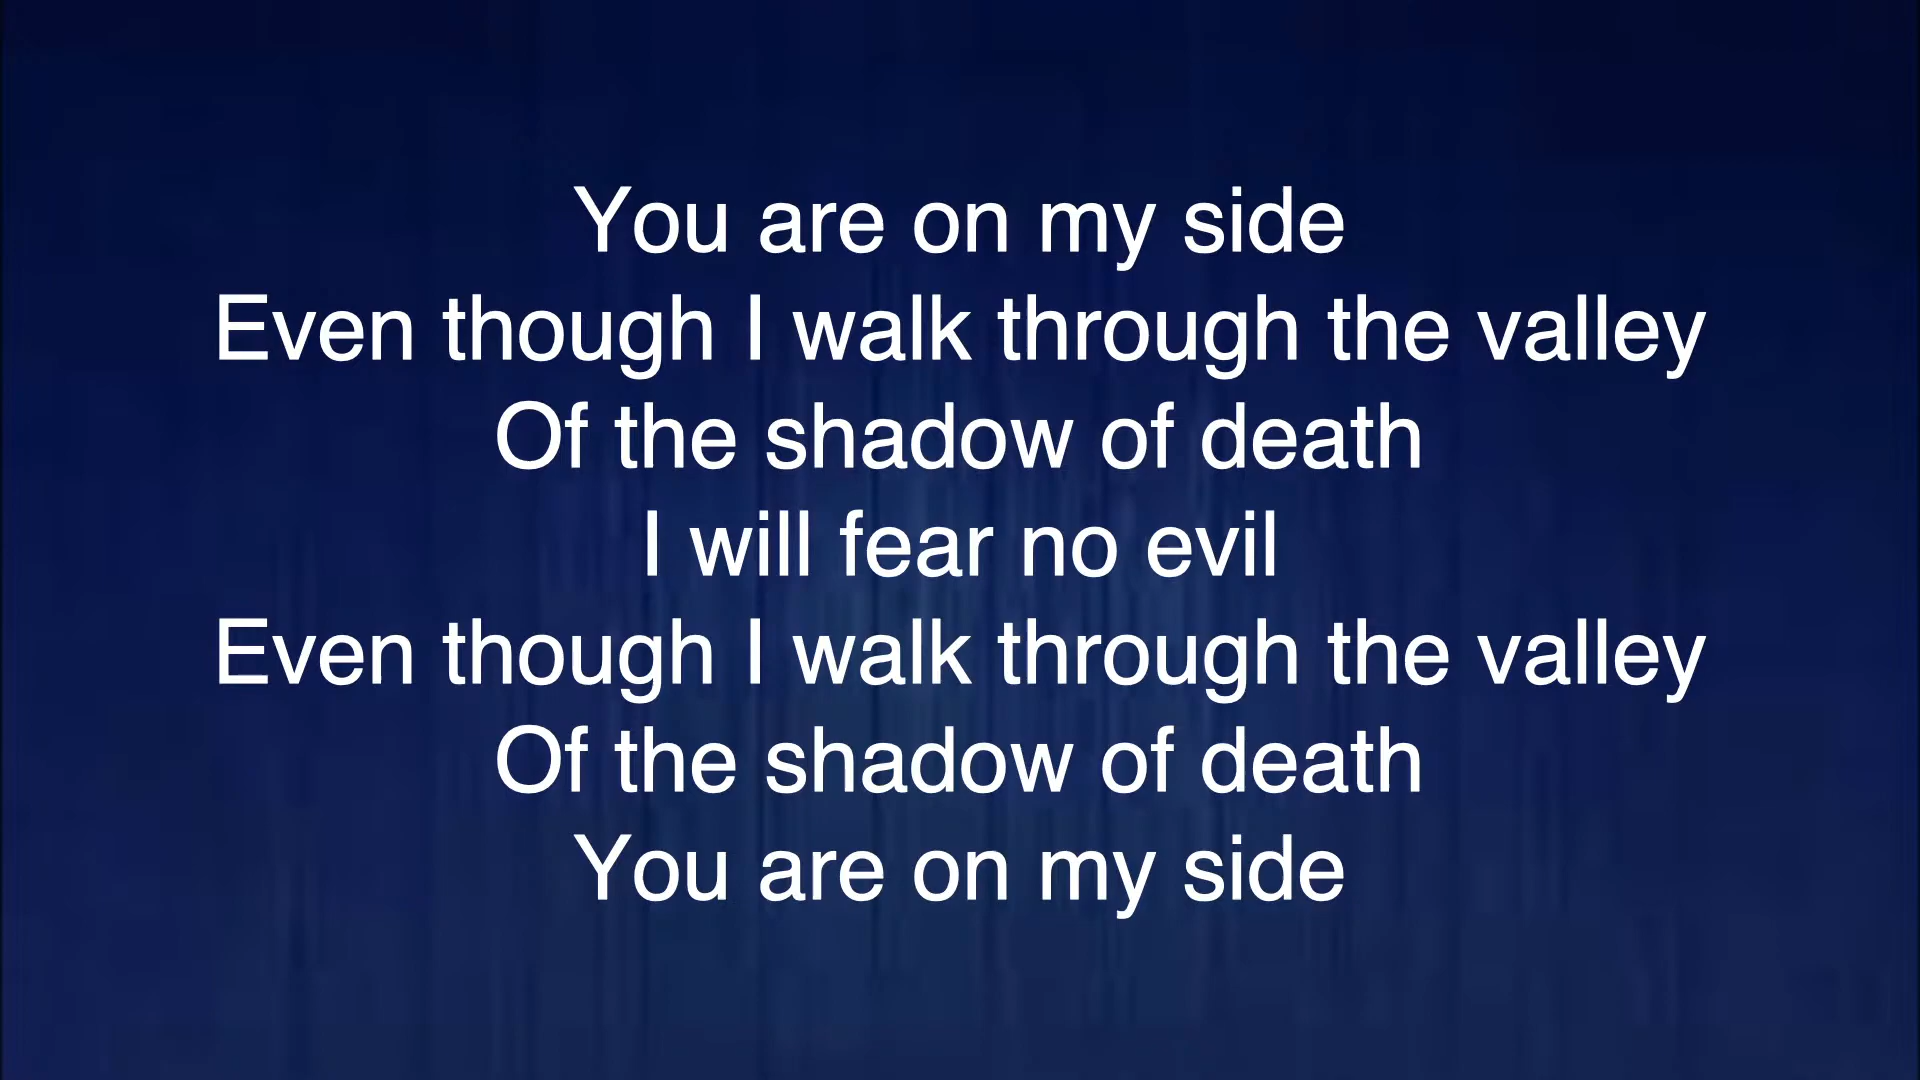 You are on my side
Even though I walk through the valley
Of the shadow of death
I will fear no evil
Even though I walk through the valley
Of the shadow of death
You are on my side